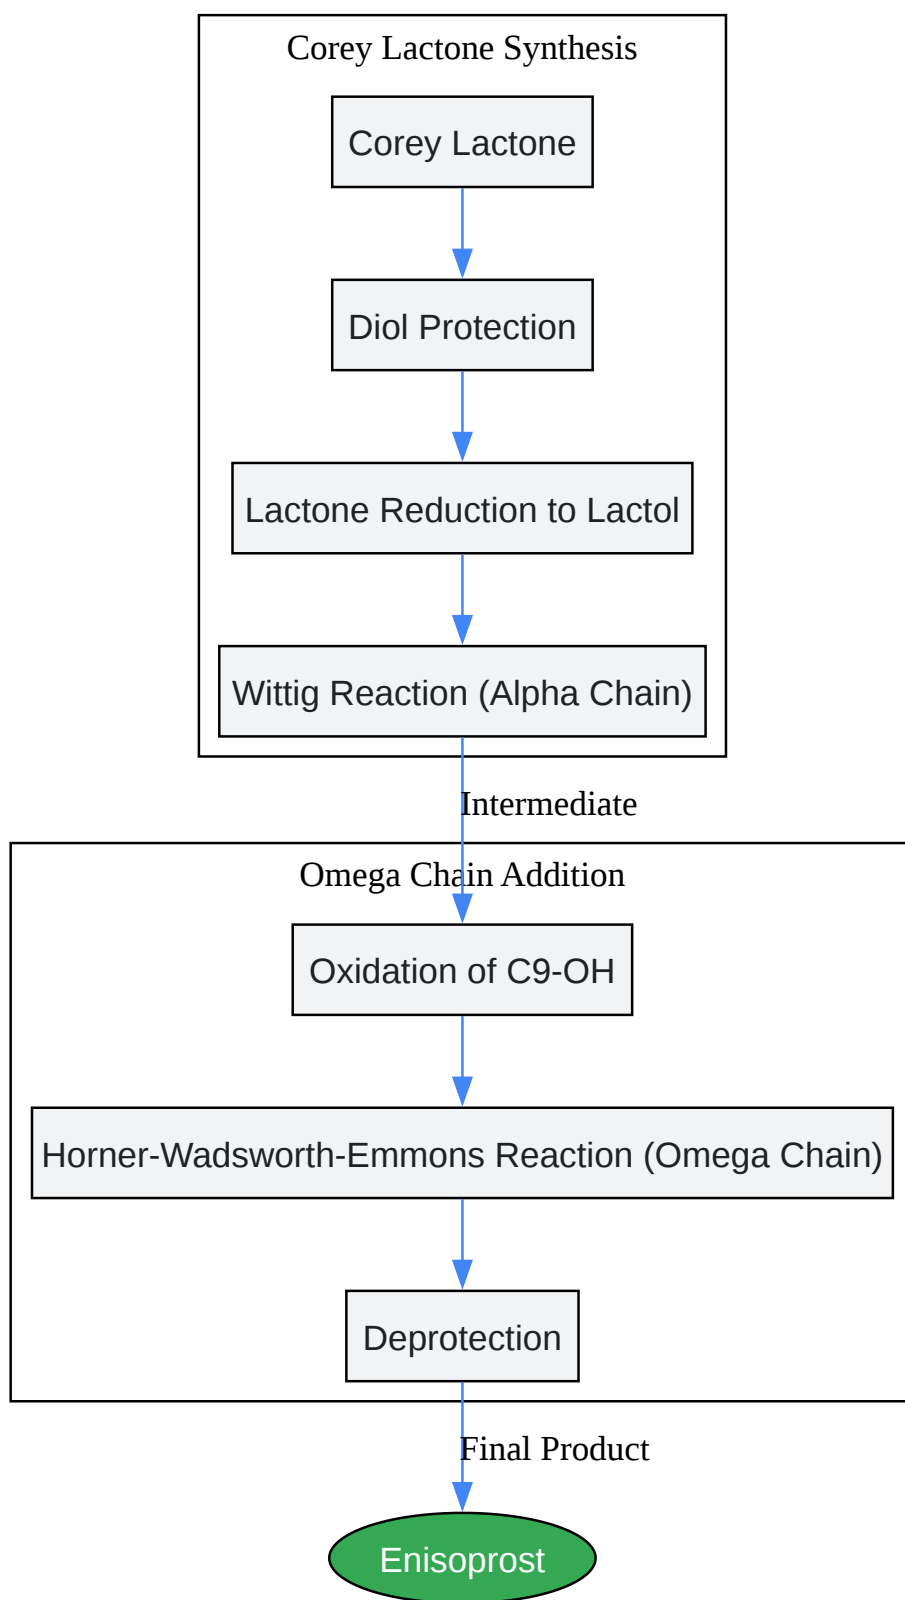 Corey Lactone Synthesis
Corey Lactone
Diol Protection
Lactone Reduction to Lactol
Wittig Reaction (Alpha Chain)
Intermediate
Omega Chain Addition
Oxidation of C9-OH
Horner-Wadsworth-Emmons Reaction (Omega Chain)
Deprotection
Final Product
Enisoprost